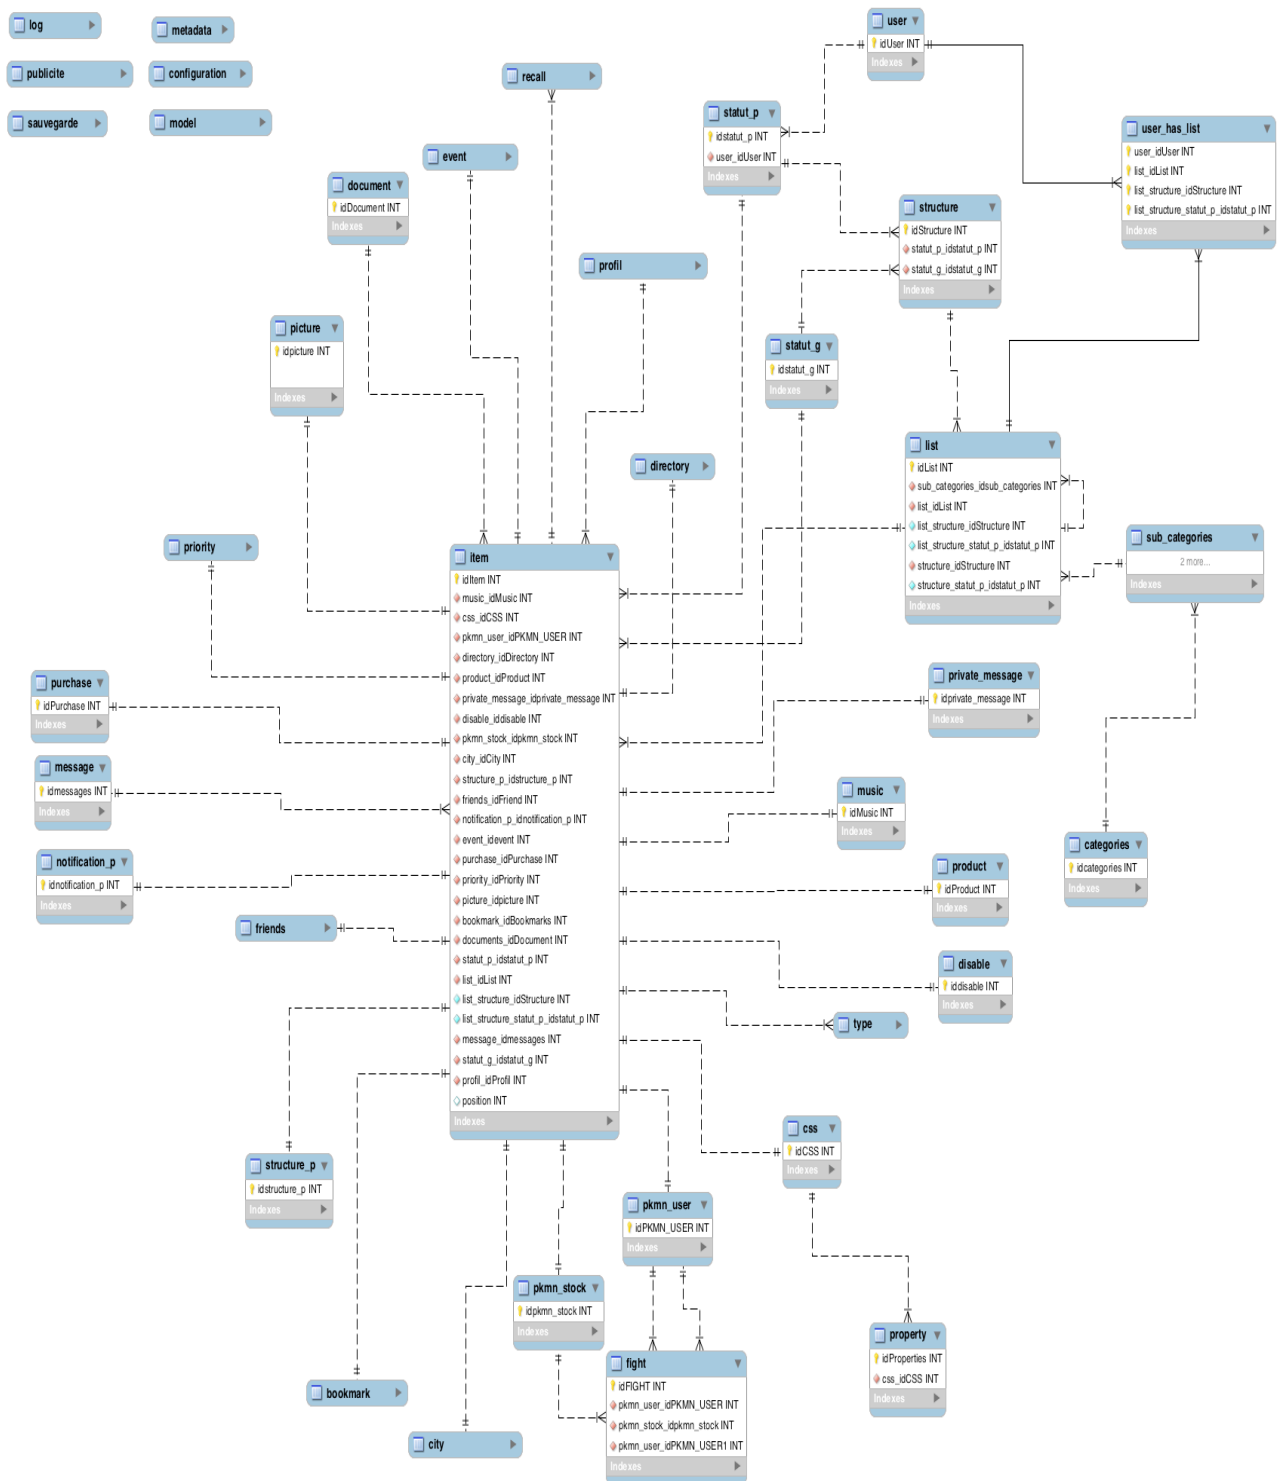 log
metadata
publicite
configuration
sauvegarde
model
recall
event
user
idUser INT
Indexes
statut_p
idstatut_p INT
user_idUser INT
Indexes
user_has_list
user_idUser INT
list_idList INT
list_structure_idStructure INT
list_structure_statut_p_idstatut_p INT
Indexes
document
idDocument INT
Indexes
structure
idStructure INT
statut_p_idstatut_p INT
statut_g_idstatut_g INT
Indexes
profil
picture
idpicture INT
Indexes
statut_g
idstatut_g INT
Indexes
directory
list
idList INT
sub_categories_idsub_categories INT
list_idList INT
list_structure_idStructure INT
list_structure_statut_p_idstatut_p INT
structure_idStructure INT
structure_statut_p_idstatut_p INT
Indexes
sub_categories
2 more...
Indexes
priority
item
idItem INT
music_idMusic INT
css_idCSS INT
pkmn_user_idPKMN_USER INT
directory_idDirectory INT
product_idProduct INT
private_message_idprivate_message INT
disable_iddisable INT
pkmn_stock_idpkmn_stock INT
city_idCity INT
structure_p_idstructure_p INT
friends_idFriend INT
notification_p_idnotification_p INT
event_idevent INT
purchase_idPurchase INT
priority_idPriority INT
picture_idpicture INT
bookmark_idBookmarks INT
documents_idDocument INT
statut_p_idstatut_p INT
list_idList INT
list_structure_idStructure INT
list_structure_statut_p_idstatut_p INT
message_idmessages INT
statut_g_idstatut_g INT
profil_idProfil INT
position INT
Indexes
purchase
idPurchase INT
Indexes
message
idmessages INT
Indexes
notification_p
idnotification_p INT
Indexes
friends
private_message
idprivate_message INT
Indexes
music
idMusic INT
Indexes
categories
idcategories INT
Indexes
product
idProduct INT
Indexes
disable
iddisable INT
Indexes
type
css
idCSS INT
Indexes
structure_p
idstructure_p INT
Indexes
pkmn_user
idPKMN_USER INT
Indexes
pkmn_stock
idpkmn_stock INT
Indexes
property
idProperties INT
css_idCSS INT
Indexes
fight
idFIGHT INT
pkmn_user_idPKMN_USER INT
pkmn_stock_idpkmn_stock INT
pkmn_user_idPKMN_USER1 INT
Indexes
bookmark
city